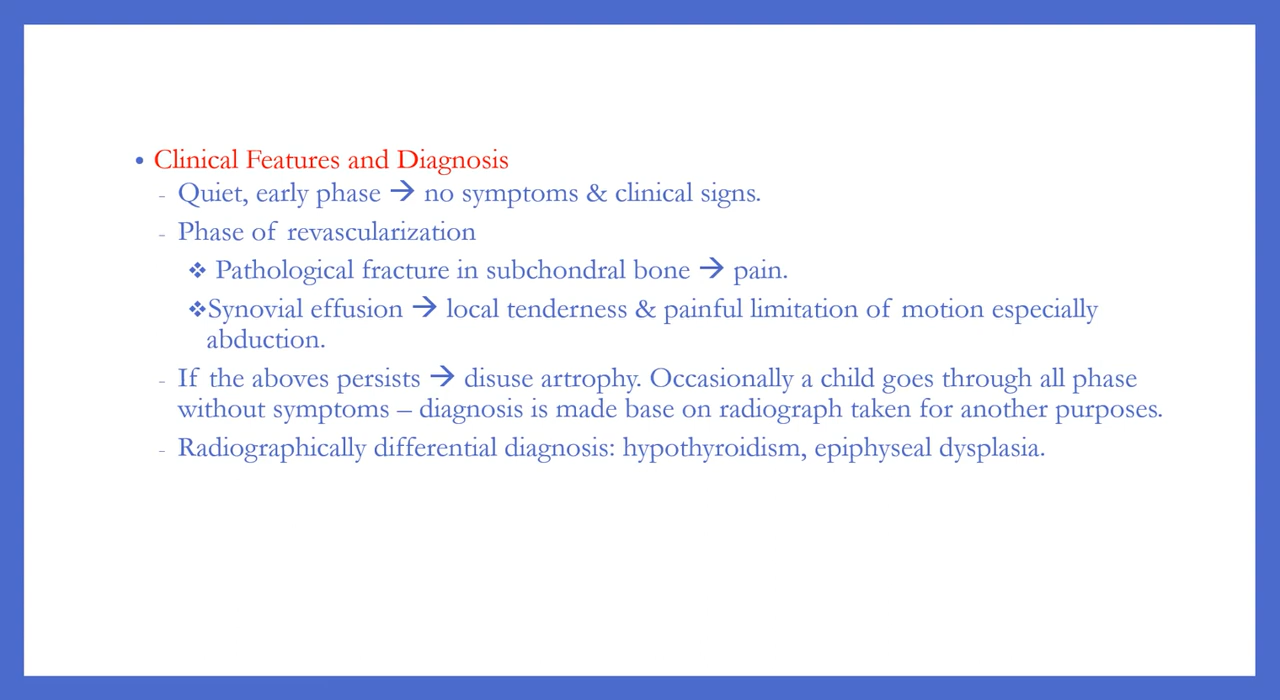 • Clinical Features and Diagnosis
- Quiet, early phase → no symptoms & clinical signs.
- Phase of revascularization
❖ Pathological fracture in subchondral bone → pain.
❖Synovial effusion → local tenderness & painful limitation of motion especially
abduction.
- If the aboves persists → disuse artrophy. Occasionally a child goes through all phase
without symptoms – diagnosis is made base on radiograph taken for another purposes.
- Radiographically differential diagnosis: hypothyroidism, epiphyseal dysplasia.